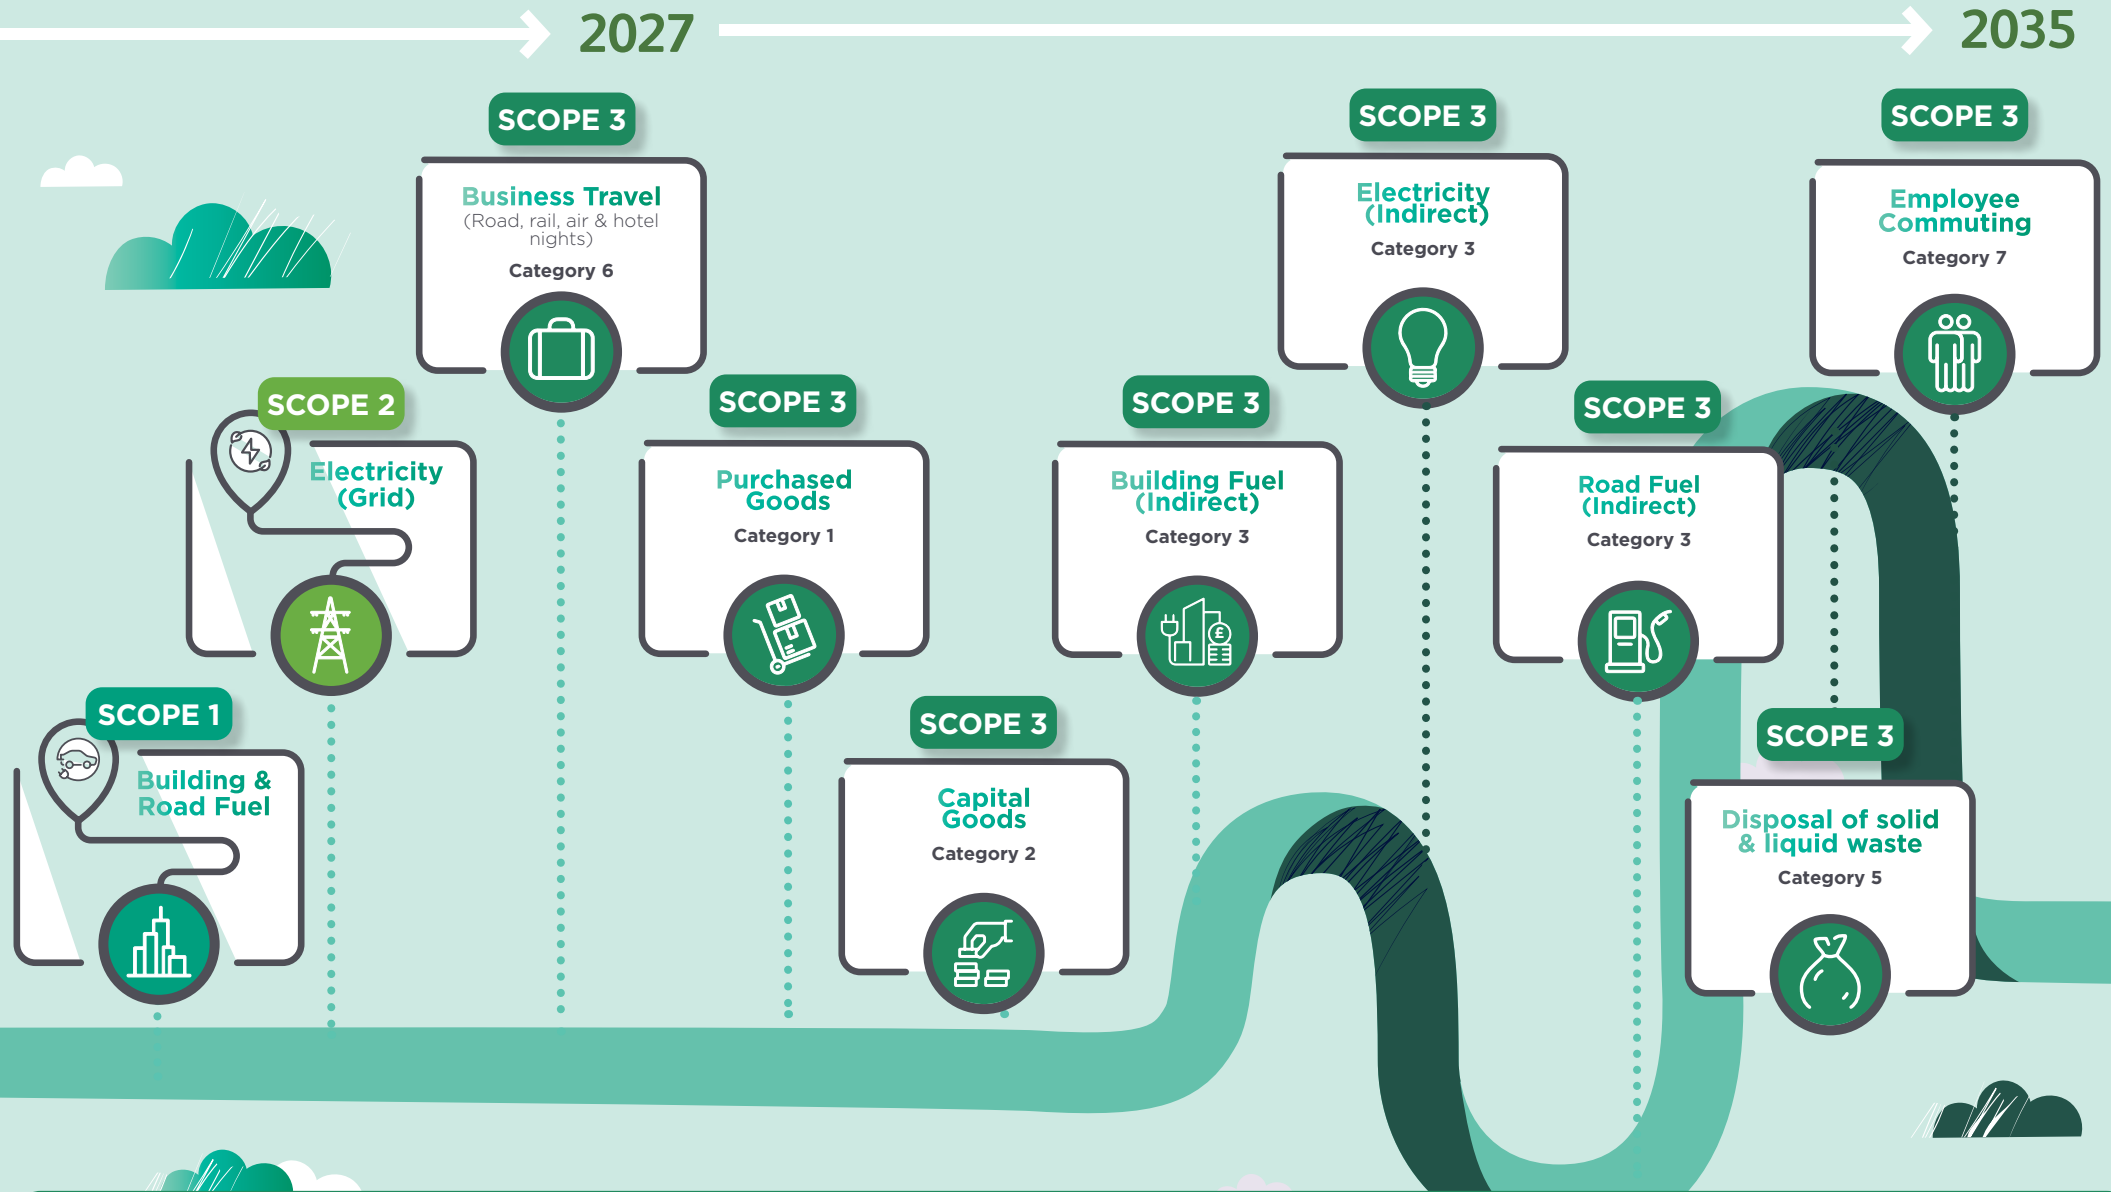 2027
2035
SCOPE 3
Business Travel
(Road, rail, air & hotel
nights)
Category 6
SCOPE 3
Electricity
(Indirect)
Category 3
SCOPE 3
Employee
Commuting
Category 7
SCOPE 2
Electricity
(Grid)
SCOPE 3
Purchased
Goods
Category 1
SCOPE 3
Building Fuel
(Indirect)
Category 3
£
SCOPE 3
Road Fuel
(Indirect)
Category 3
SCOPE 1
Building &
Road Fuel
SCOPE 3
Capital
Goods
Category 2
SCOPE 3
Disposal of solid
& liquid waste
Category 5